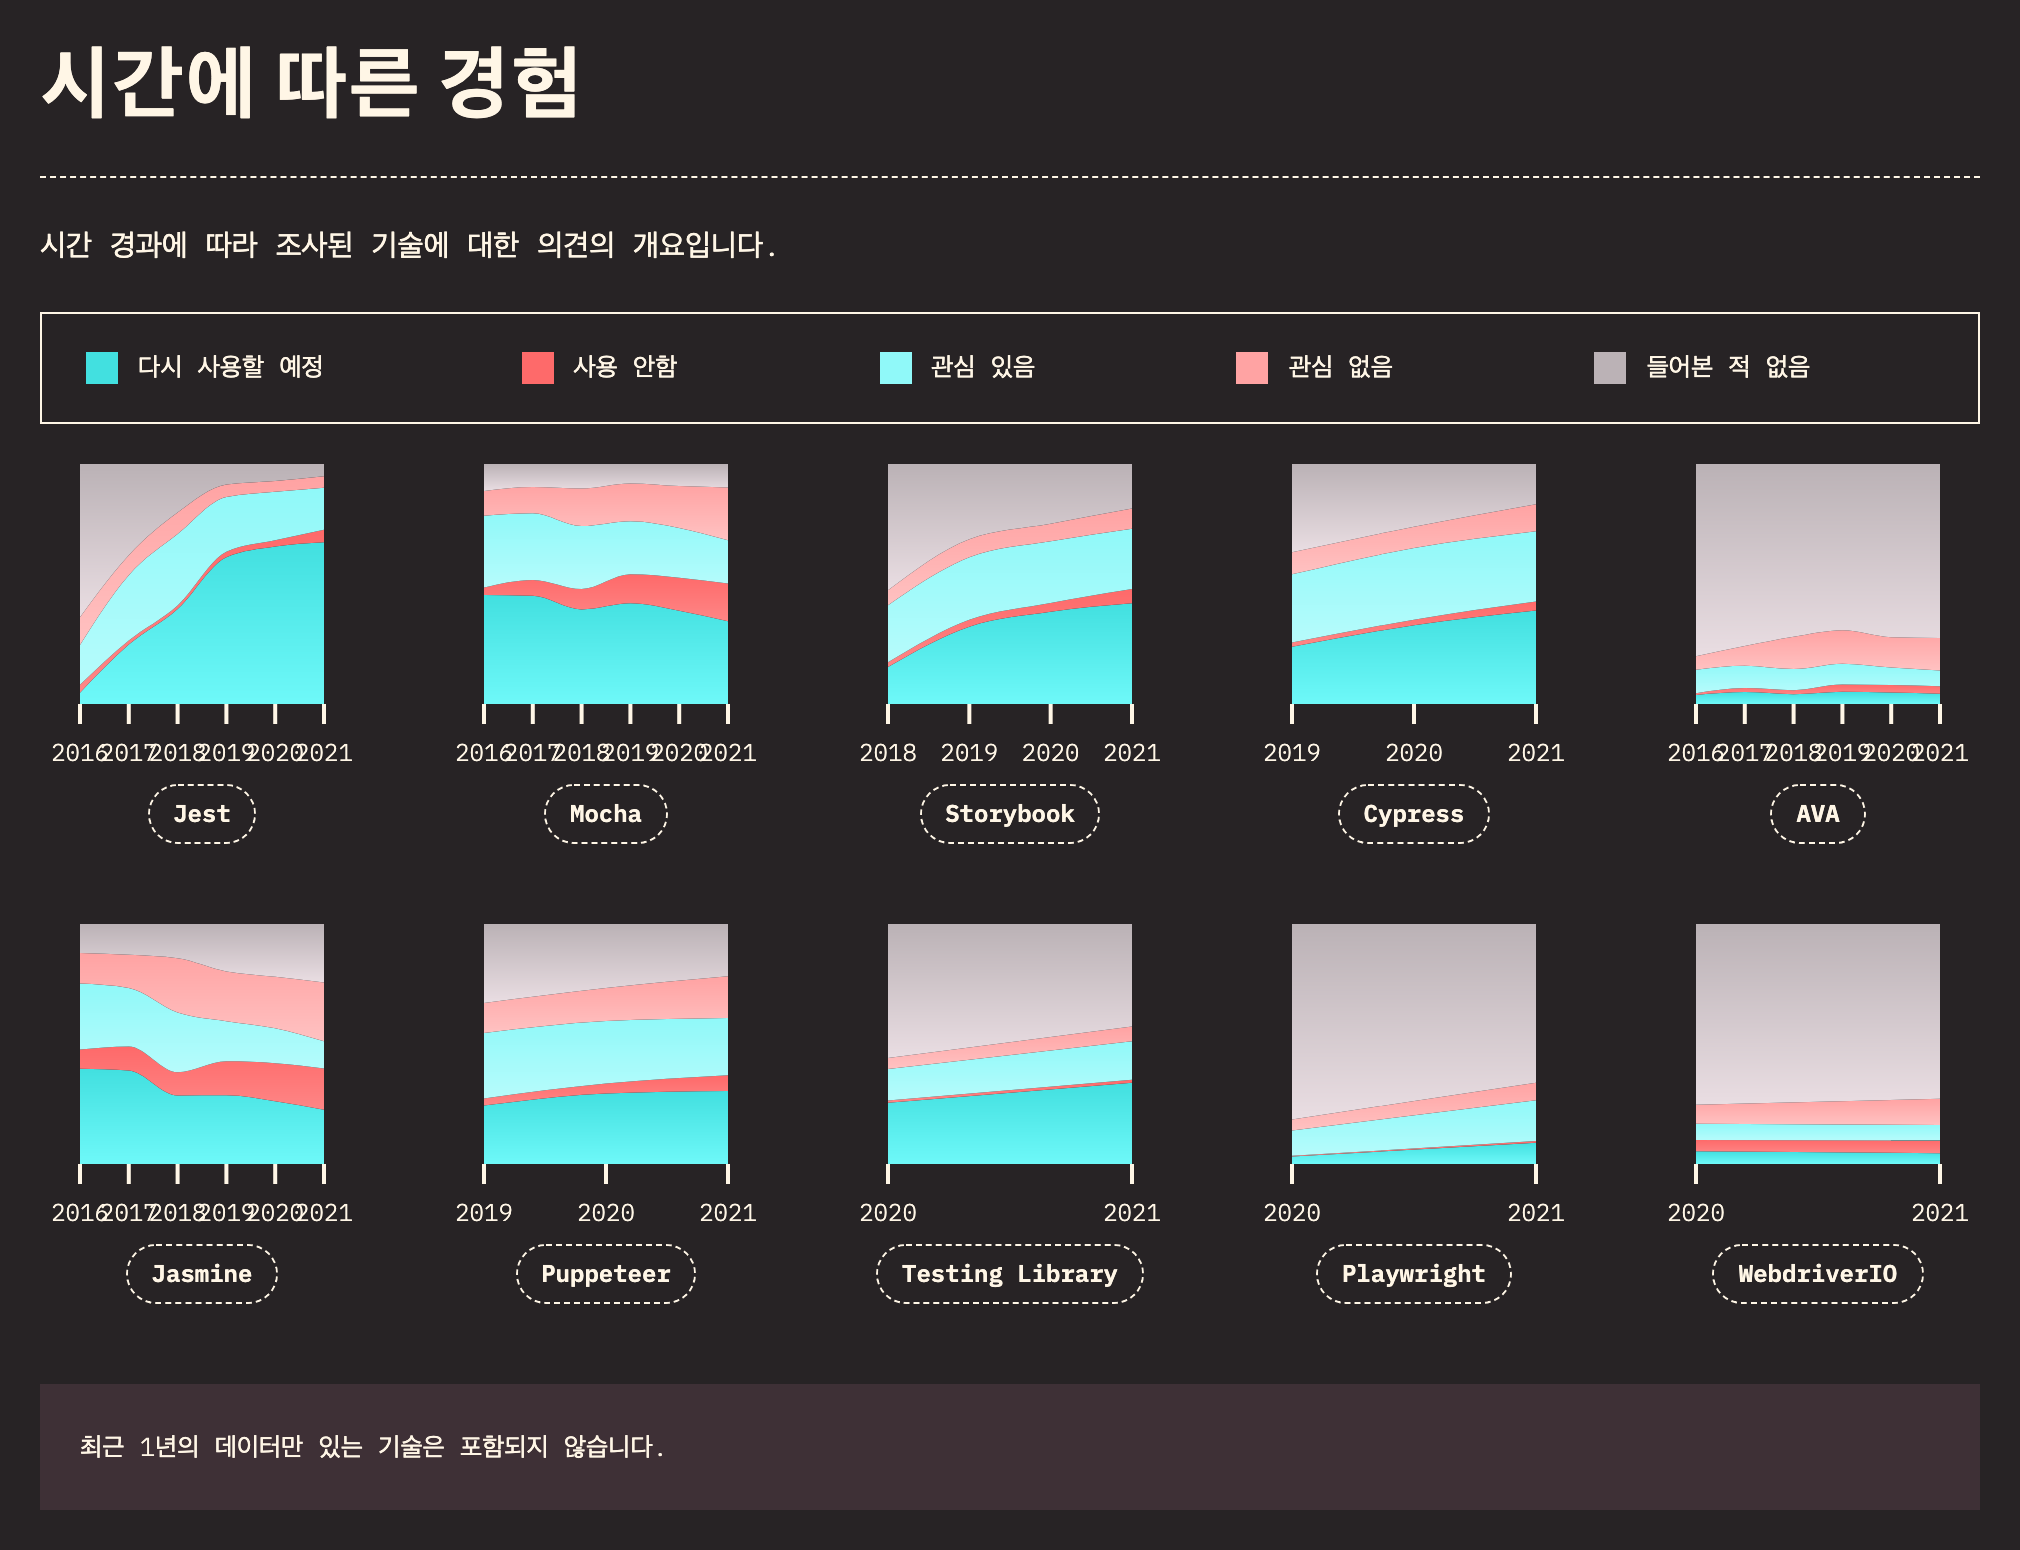 시간에 따른 경험
시간 경과에 따라 조사된 기술에 대한 의견의 개요입니다.
다시 사용할 예정 사용 안함 관심 있음 관심 없음 들어본 적 없음
2016 2017 2018 2019 2020 2021 2016 2017 2018 2019 2020 2021 2018 2019 2020 2021 2019 2020 2021 2016 2017 2018 2019 2020 2021
Jest Mocha Storybook Cypress AVA
2016 2017 2018 2019 2020 2021 2019 2020 2021 2020 2021 2020 2021 2020 2021
Jasmine Puppeteer Testing Library Playwright WebdriverIO
최근 1년의 데이터만 있는 기술은 포함되지 않습니다.